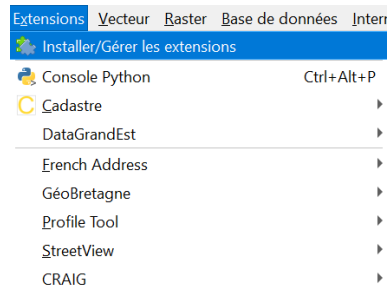 Extensions Vecteur Raster Base de données Intern
Installer/Gérer les extensions
Console Python Ctrl+Alt+P
Cadastre
DataGrandEst
French Address
GéoBretagne
Profile Tool
StreetView
CRAIG